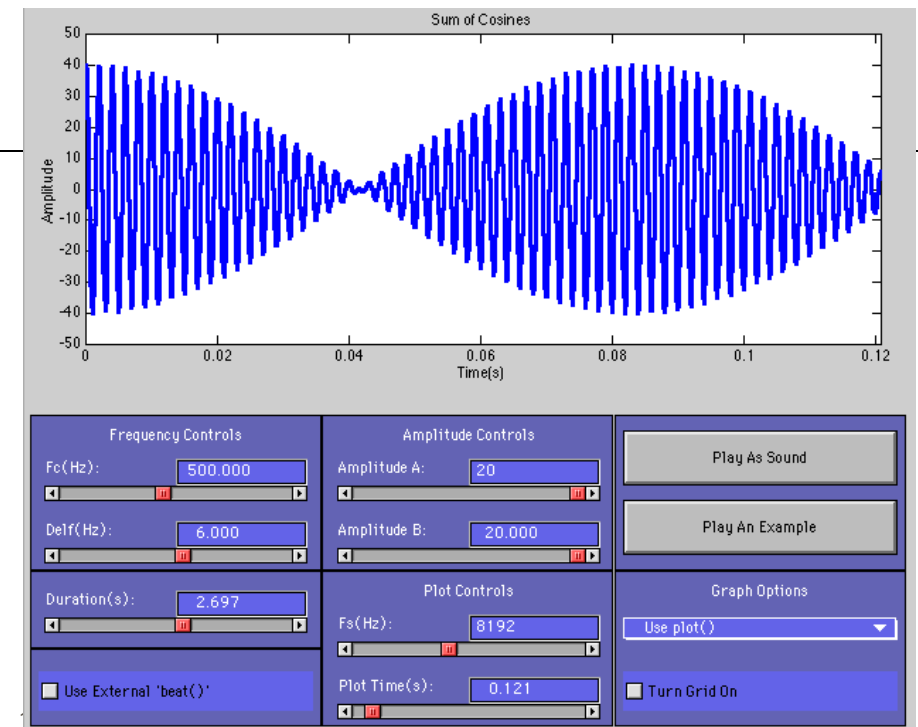 Sum of Cosines
50
40
30
20
10
0
-10
-20
-30
-40
-50
Amplitude
0 0.02 0.04 0.06 0.08 0.1 0.12
Time(s)
Frequency Controls
Fc(Hz): 500.000
Delf(Hz): 6.000
Duration(s): 2.697
Use External 'beat()'
Amplitude Controls
Amplitude A: 20
Amplitude B: 20.000
Plot Controls
Fs(Hz): 8192
Plot Time(s): 0.121
Play As Sound
Play An Example
Graph Options
Use plot()
Turn Grid On